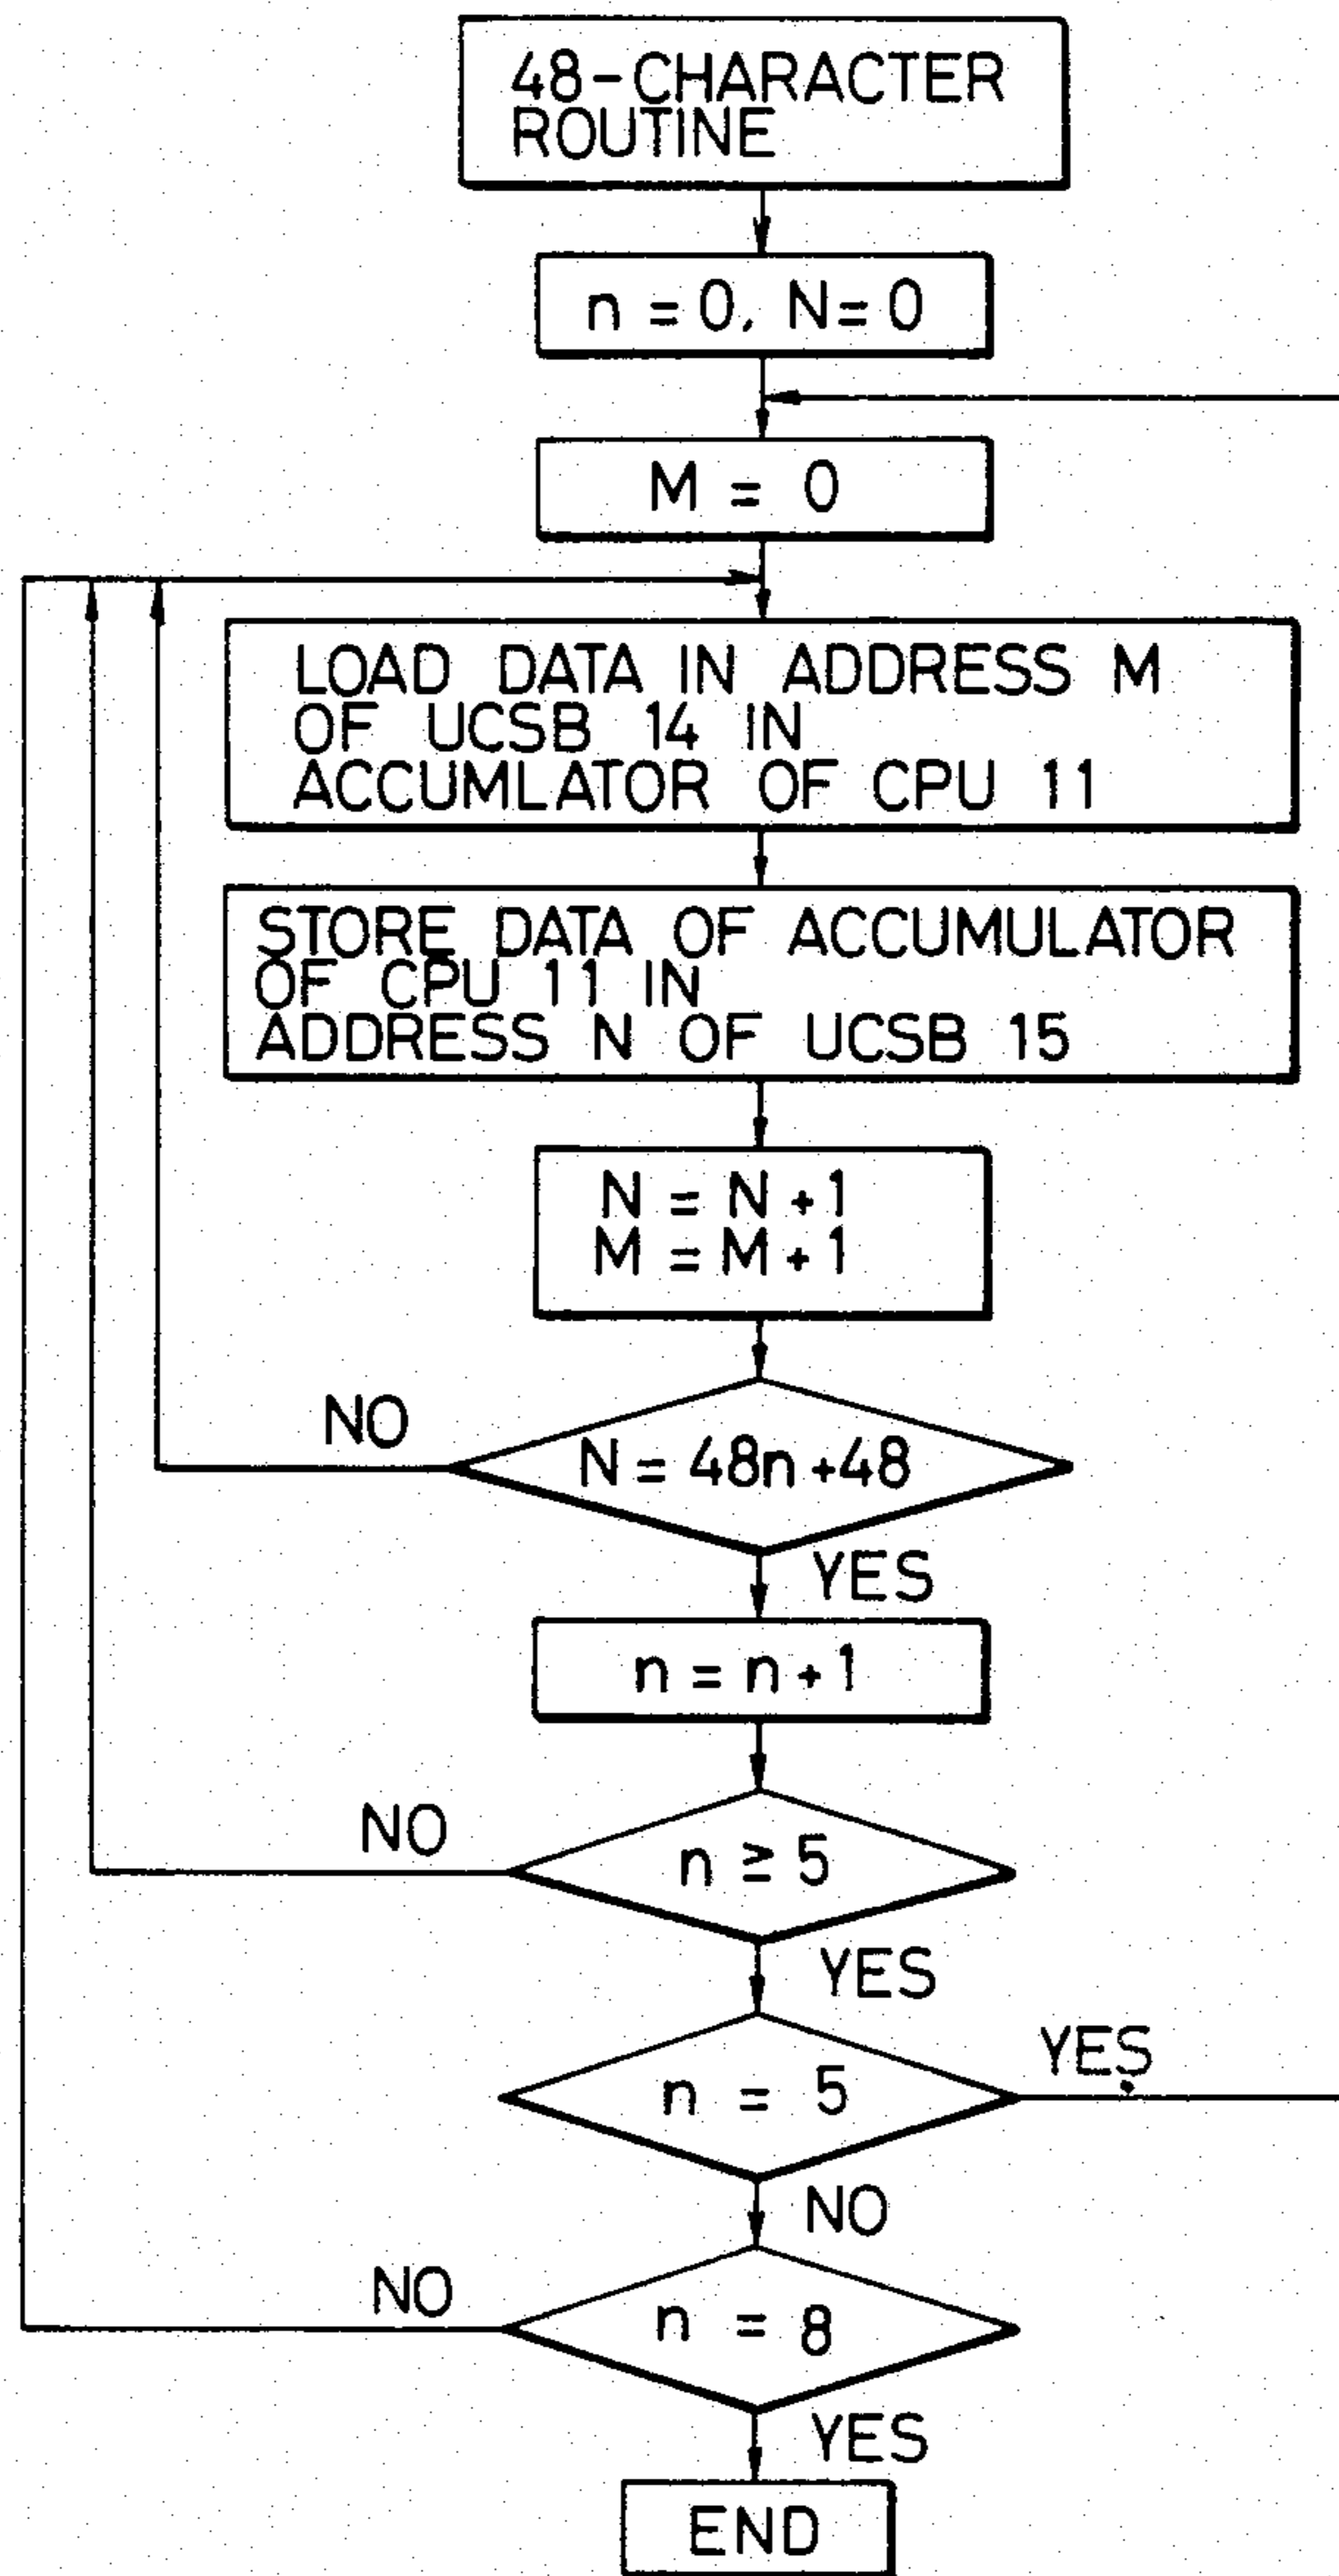 48-CHARACTER
ROUTINE
n = 0, N = 0
M = 0
LOAD DATA IN ADDRESS M
OF UCSB 14 IN
ACCUMLATOR OF CPU 11
STORE DATA OF ACCUMULATOR
OF CPU 11 IN
ADDRESS N OF UCSB 15
N = N + 1
M = M + 1
NO
N = 48n + 48
YES
n = n + 1
NO
n ≥ 5
YES
n = 5
YES
NO
NO
n = 8
YES
END